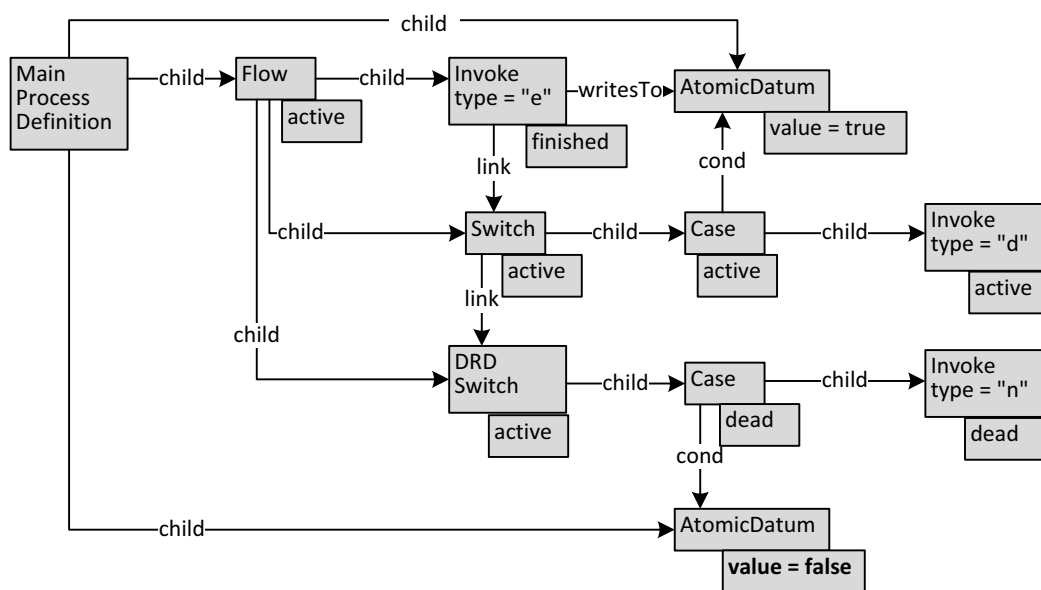 child
Main
Process
Definition
child
Flow
active
child
Invoke
type = "e"
finished
writesTo
AtomicDatum
value = true
link
cond
child
Switch
active
child
Case
active
child
Invoke
type = "d"
active
link
child
DRD
Switch
active
child
Case
dead
child
Invoke
type = "n"
dead
cond
child
AtomicDatum
value = false